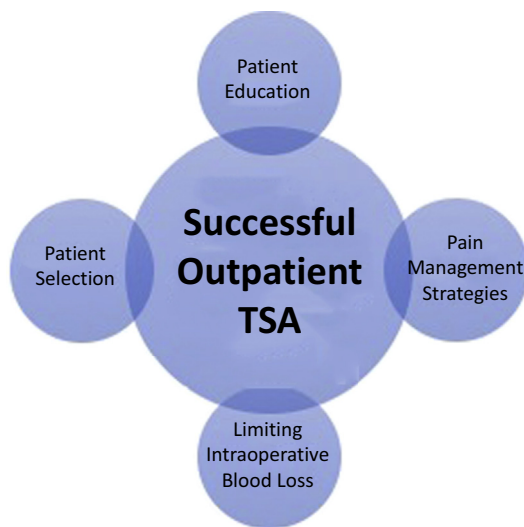 Patient
Education
Patient
Selection
Successful
Outpatient
TSA
Pain
Management
Strategies
Limiting
Intraoperative
Blood Loss